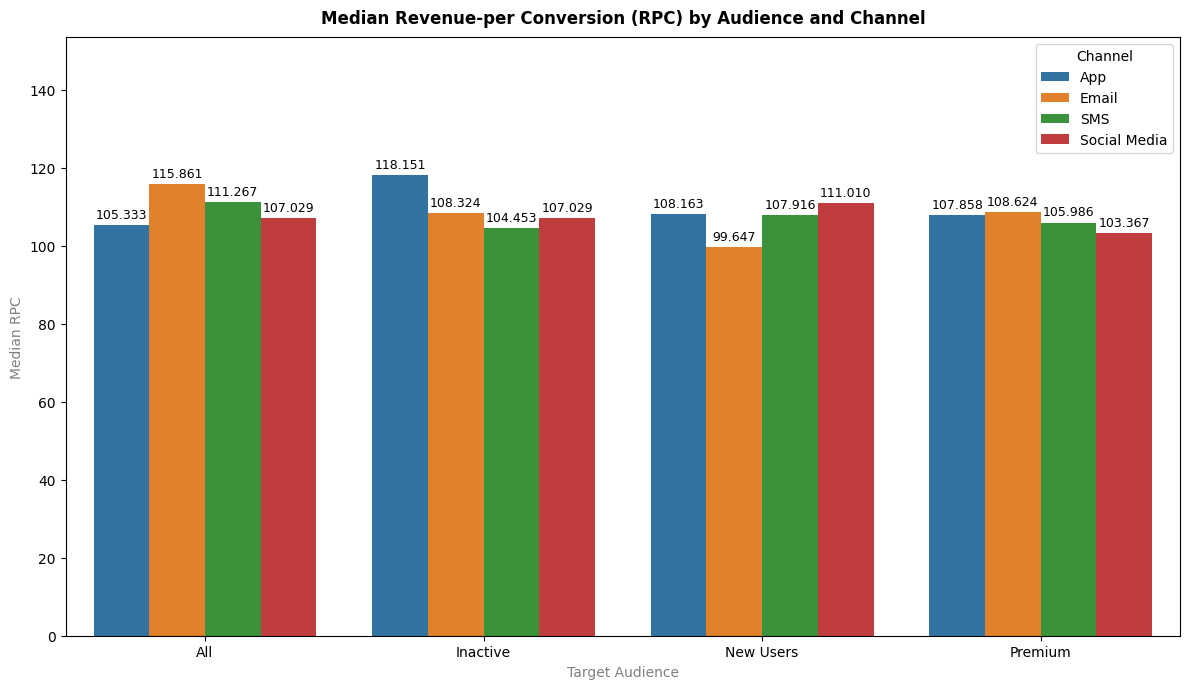 Median Revenue-per Conversion (RPC) by Audience and Channel
Channel
App
Email
SMS
Social Media
Median RPC
140
120
100
80
60
40
20
0
105.333
115.861
111.267
107.029
118.151
108.324
104.453
107.029
108.163
99.647
107.916
111.010
107.858
108.624
105.986
103.367
All
Inactive
New Users
Premium
Target Audience